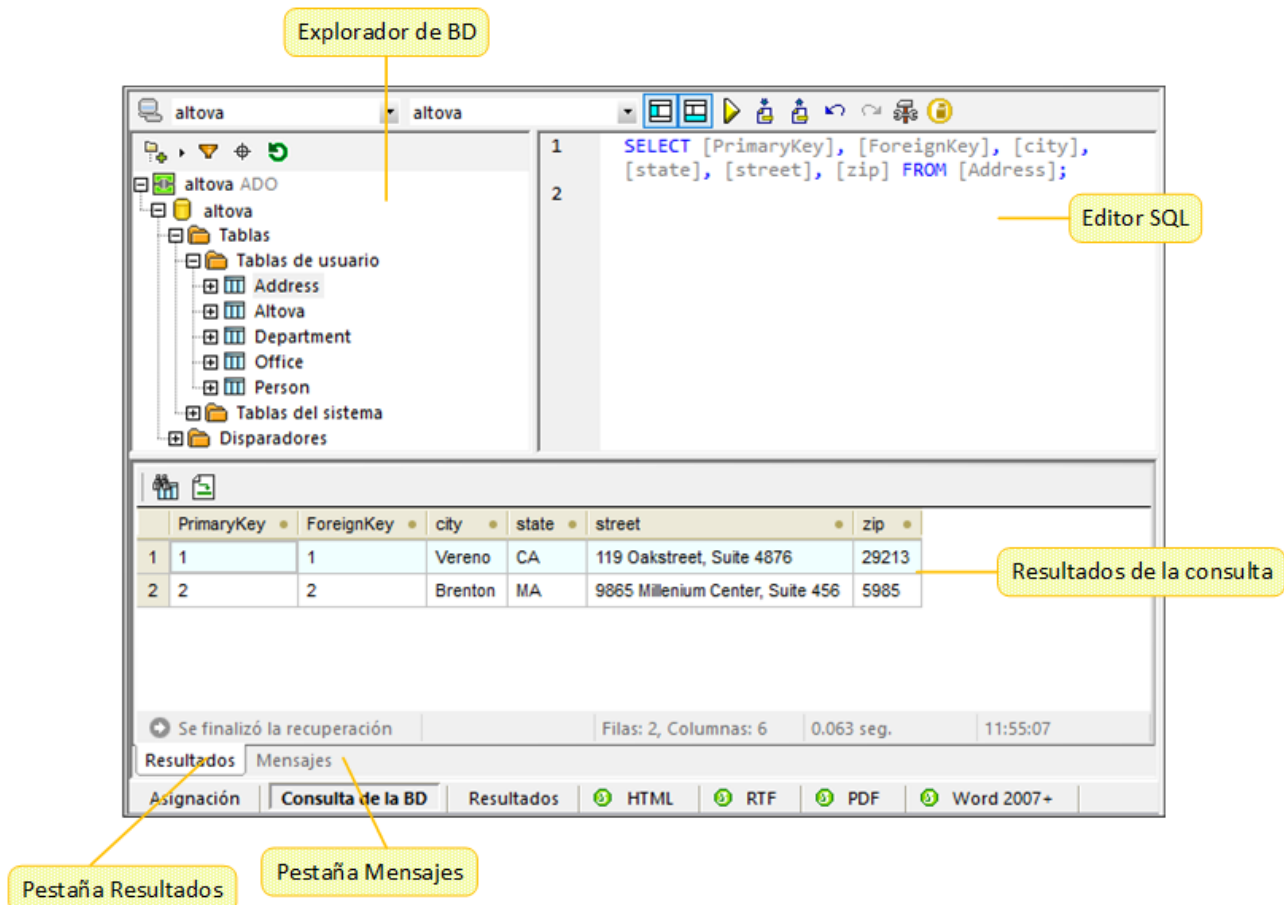 Explorador de BD
altova
altova
1 SELECT [PrimaryKey], [ForeignKey], [city],
[state], [street], [zip] FROM [Address];
2
Editor SQL
altova ADO
altova
Tablas
Tablas de usuario
Address
Altova
Department
Office
Person
Tablas del sistema
Disparadores
PrimaryKey ForeignKey city state street zip
1 1 1 Vereno CA 119 Oakstreet, Suite 4876 29213
2 2 2 Brenton MA 9865 Millenium Center, Suite 456 5985
Resultados de la consulta
Se finalizó la recuperación Filas: 2, Columnas: 6 0.063 seg. 11:55:07
Resultados Mensajes
Asignación Consulta de la BD Resultados HTML RTF PDF Word 2007+
Pestaña Resultados
Pestaña Mensajes